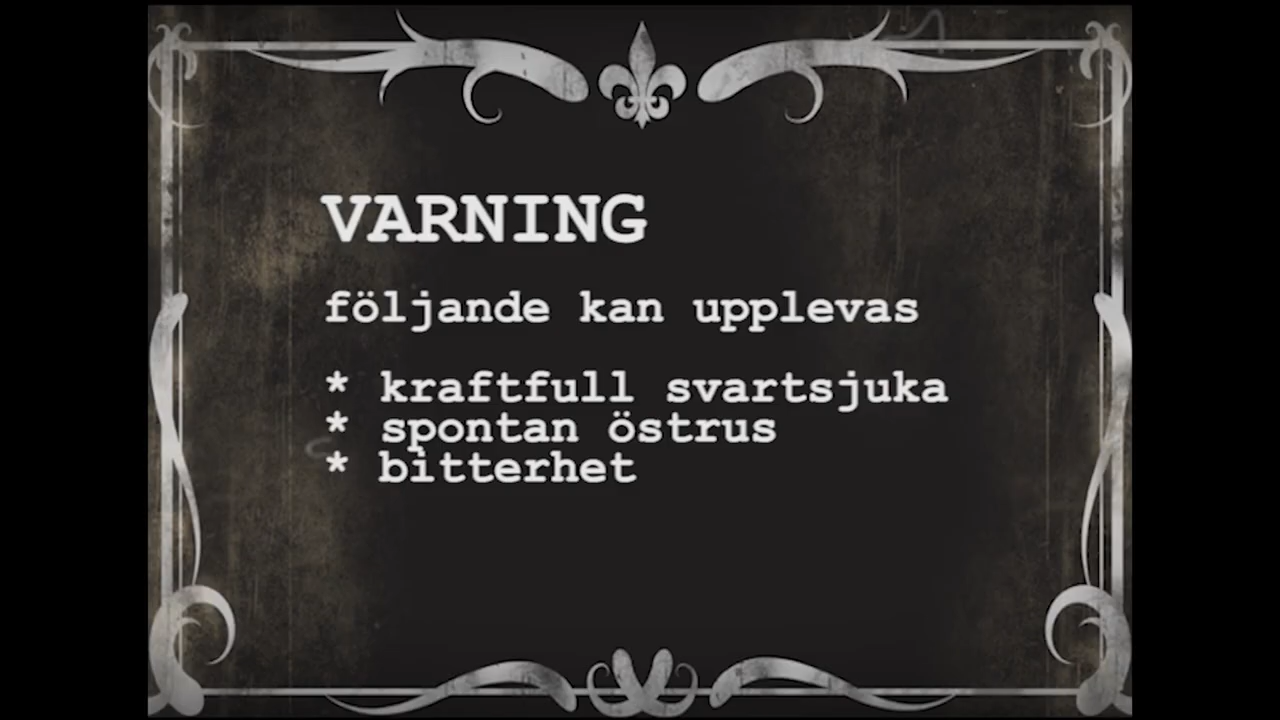 VARNING
följande kan upplevas
* kraftfull svartsjuka
* spontan östrus
* bitterhet